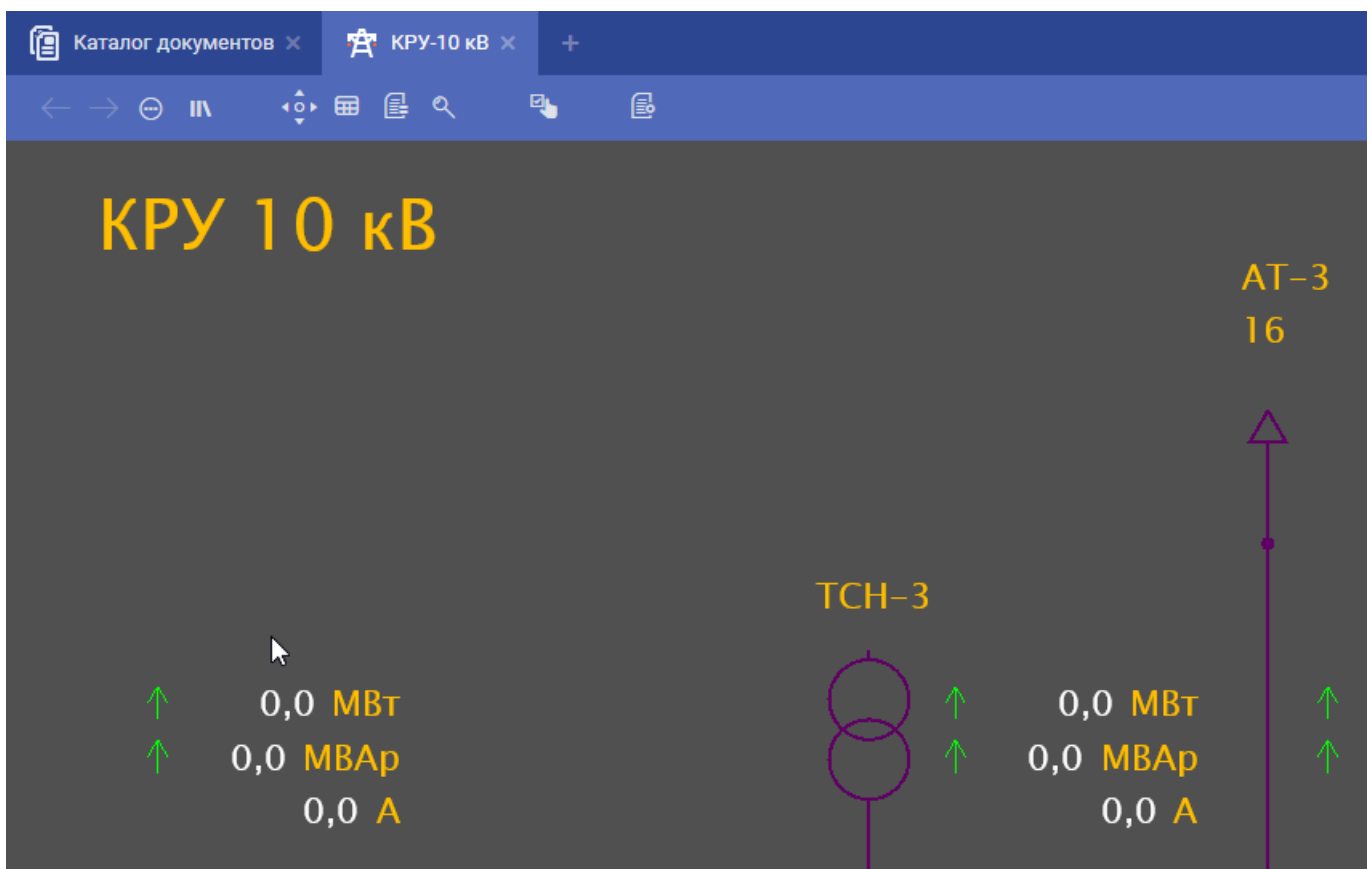 Каталог документов
КРУ-10 кВ
КРУ 10 кВ
АТ–3
16
ТСН–3
0,0 МВт
0,0 МВт
0,0 МВАр
0,0 МВАр
0,0 А
0,0 А